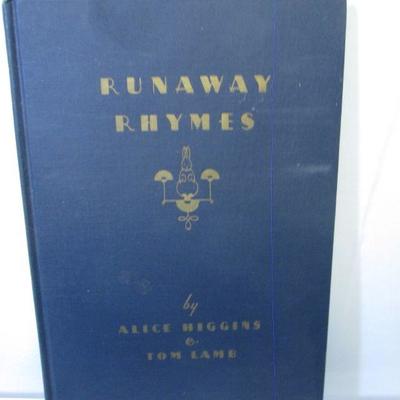 RUNAWAY
RHYMES
by
ALICE HIGGINS
&
TOM LAMB